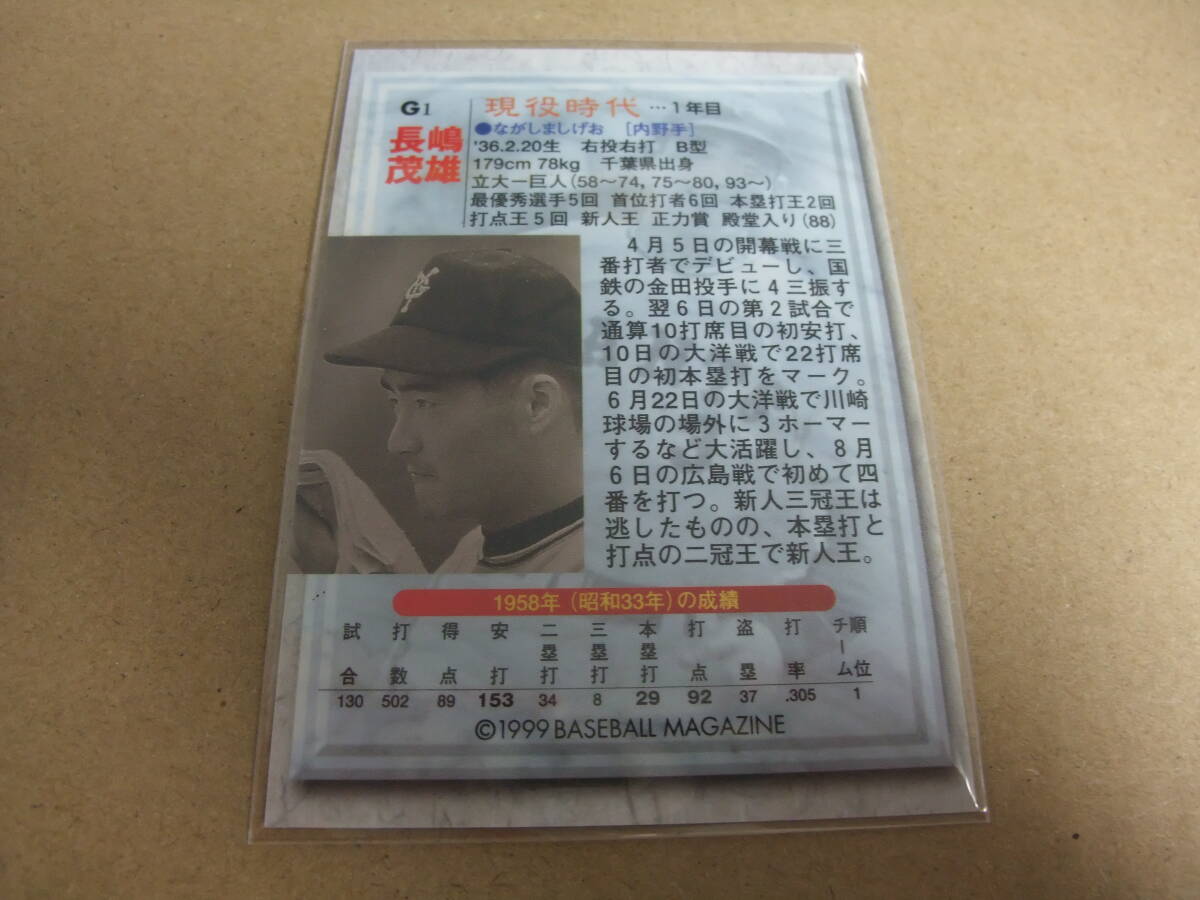 G1
長嶋
茂雄
現役時代…1年目
●ながしましげお [内野手]
'36.2.20生 右投右打 B型
179cm 78kg 千葉県出身
立大ー巨人(58〜74, 75〜80, 93〜)
最優秀選手5回 首位打者6回 本塁打王2回
打点王5回 新人王 正力賞 殿堂入り(88)
YG
4月5日の開幕戦に三
番打者でデビューし、国
鉄の金田投手に4三振す
る。翌6日の第2試合で
通算10打席目の初安打、
10日の大洋戦で22打席
目の初本塁打をマーク。
6月22日の大洋戦で川崎
球場の場外に3ホーマー
するなど大活躍し、8月
6日の広島戦で初めて四
番を打つ。新人三冠王は
逃したものの、本塁打と
打点の二冠王で新人王。
1958年(昭和33年)の成績
試合 打数 得点 安打 二塁打 三塁打 本塁打 打点 盗塁 打率 チーム順位
130 502 89 153 34 8 29 92 37 .305 1
©1999 BASEBALL MAGAZINE